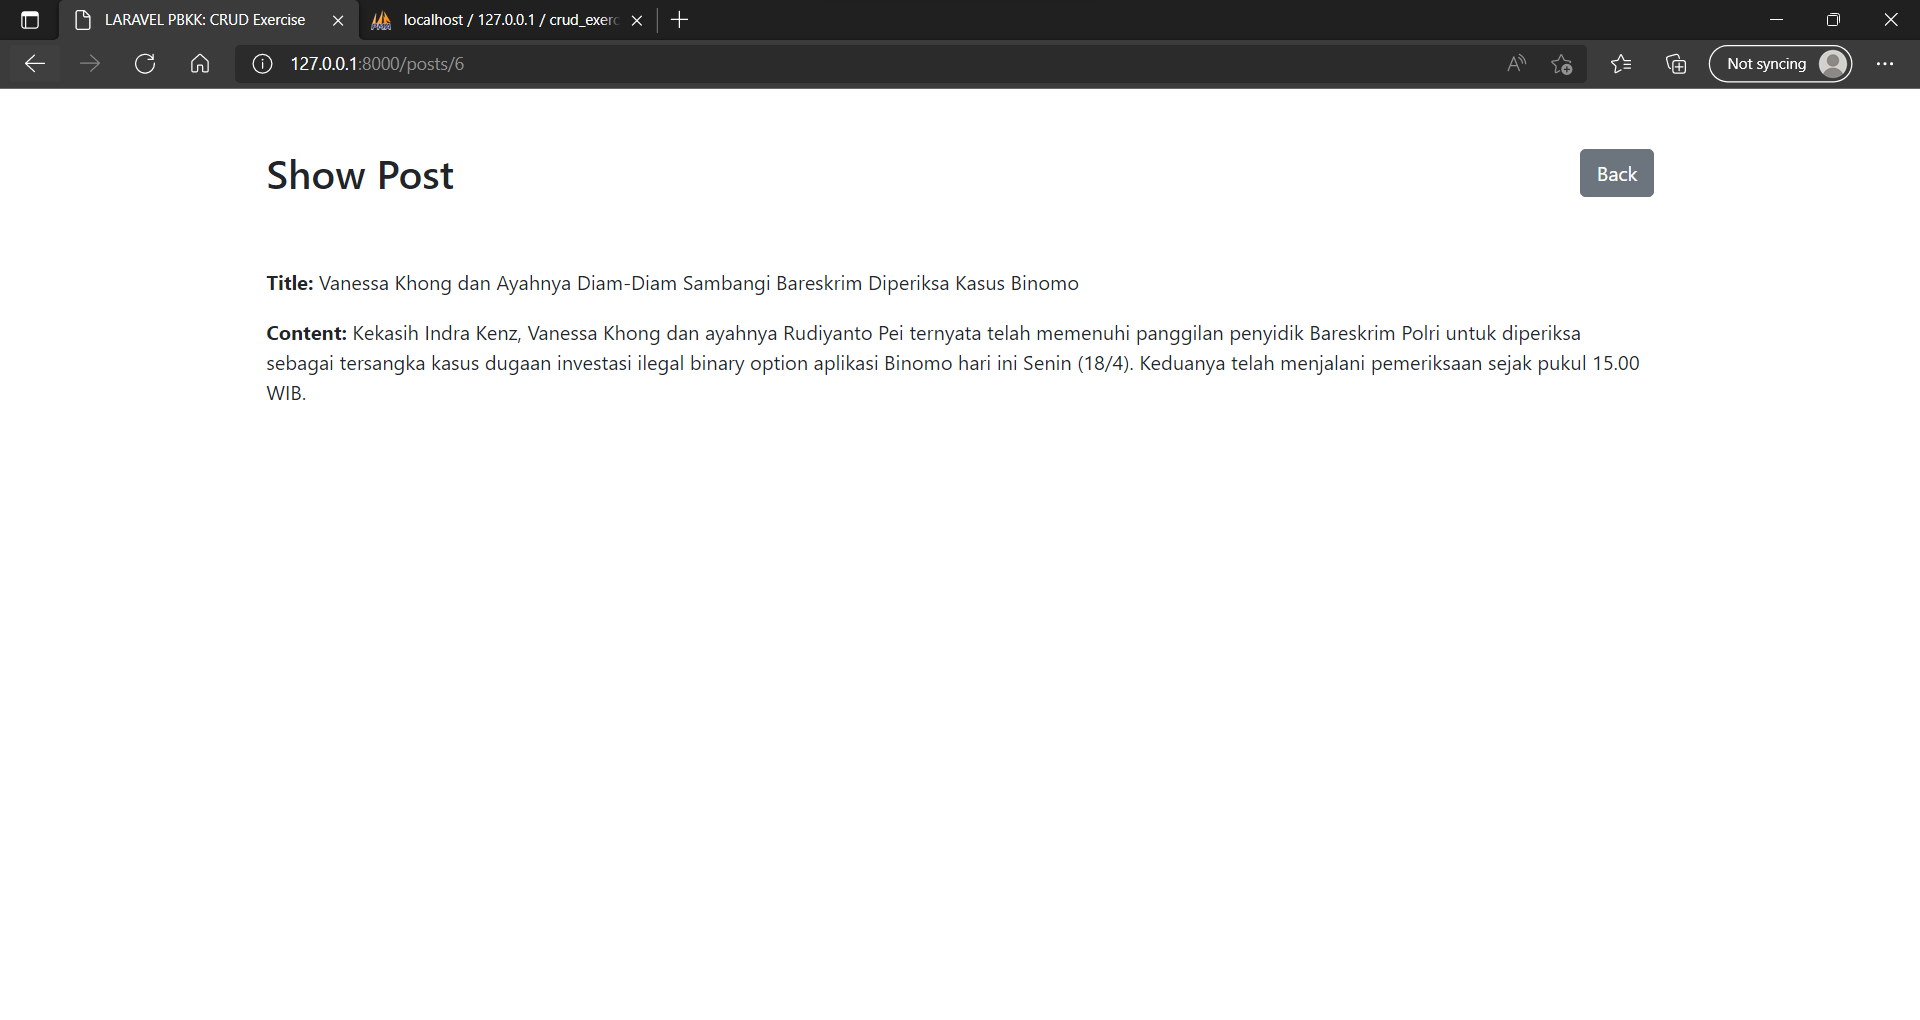 LARAVEL PBKK: CRUD Exercise
localhost / 127.0.0.1 / crud_exerc
127.0.0.1:8000/posts/6
Not syncing
Show Post
Back
Title: Vanessa Khong dan Ayahnya Diam-Diam Sambangi Bareskrim Diperiksa Kasus Binomo
Content: Kekasih Indra Kenz, Vanessa Khong dan ayahnya Rudiyanto Pei ternyata telah memenuhi panggilan penyidik Bareskrim Polri untuk diperiksa
sebagai tersangka kasus dugaan investasi ilegal binary option aplikasi Binomo hari ini Senin (18/4). Keduanya telah menjalani pemeriksaan sejak pukul 15.00
WIB.